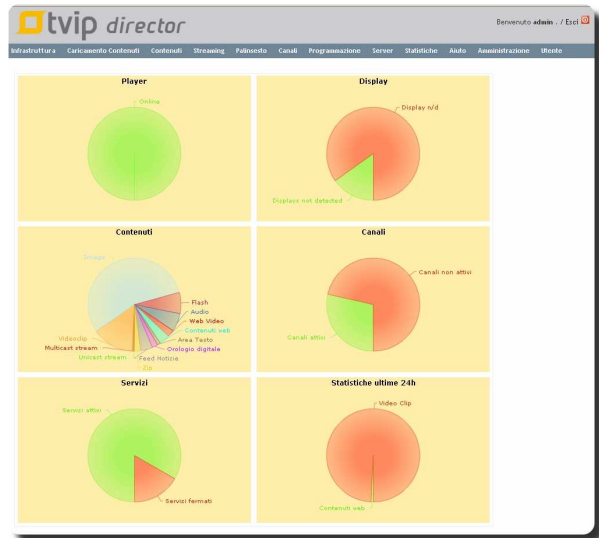 tvip director
Benvenuto admin . / Esci
Infrastruttura Caricamento Contenuti Contenuti Streaming Palinsesto Canali Programmazione Server Statistiche Aiuto Amministrazione Utente
Player
Online
Display
Display n/d
Displays not detected
Contenuti
Image
Flash
Audio
Web Video
Contenuti web
Area Testo
Orologio digitale
Feed Notizie
Zip
Unicast stream
Multicast stream
Videoclip
Canali
Canali non attivi
Canali attivi
Servizi
Servizi attivi
Servizi fermati
Statistiche ultime 24h
Video Clip
Contenuti web